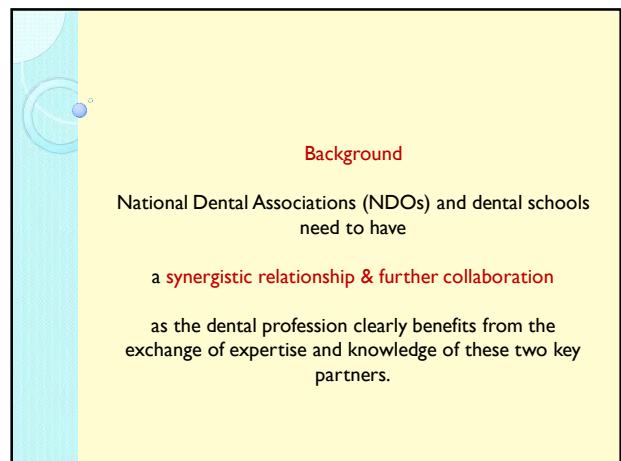 Background
National Dental Associations (NDOs) and dental schools
need to have
a synergistic relationship & further collaboration
as the dental profession clearly benefits from the
exchange of expertise and knowledge of these two key
partners.